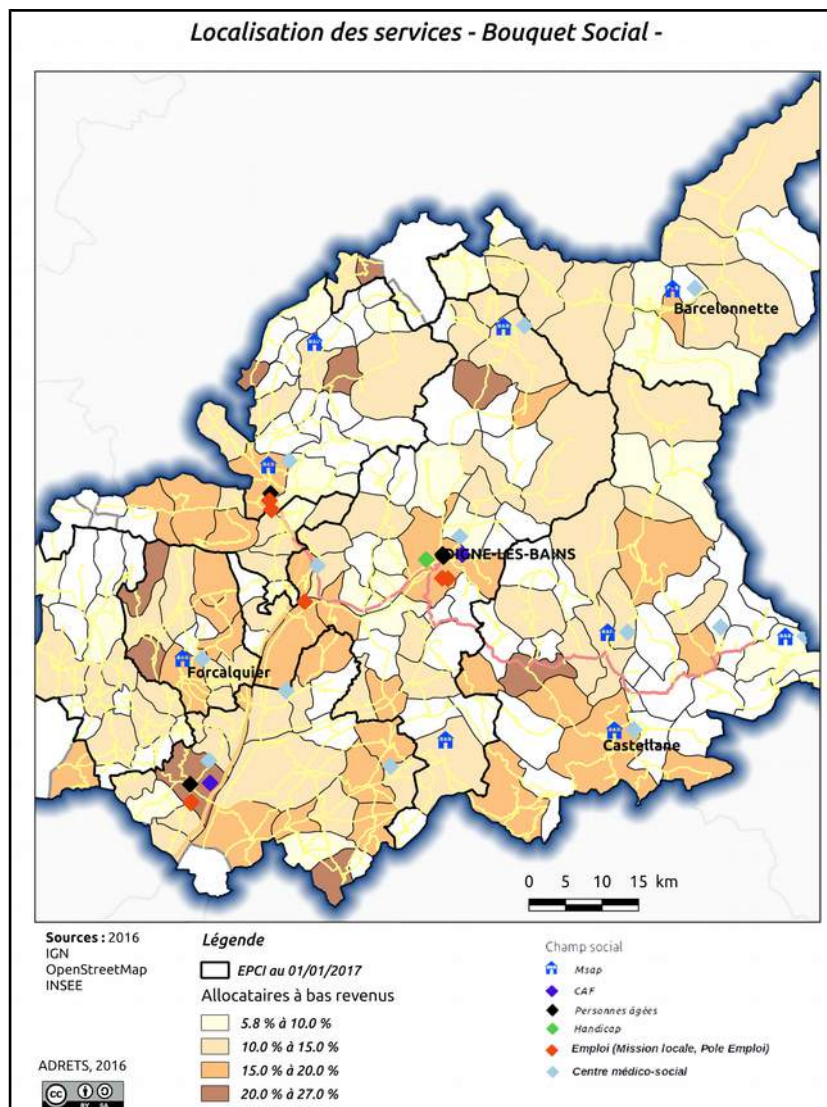 Localisation des services - Bouquet Social -
Barcelonnette
DIGNE-LES-BAINS
Forcalquier
Castellane
0 5 10 15 km
Sources : 2016
IGN
OpenStreetMap
INSEE
ADRETS, 2016
cc
BY SA
Légende
EPCI au 01/01/2017
Allocataires à bas revenus
5.8 % à 10.0 %
10.0 % à 15.0 %
15.0 % à 20.0 %
20.0 % à 27.0 %
Champ social
Msap
CAF
Personnes âgées
Handicap
Emploi (Mission locale, Pole Emploi)
Centre médico-social